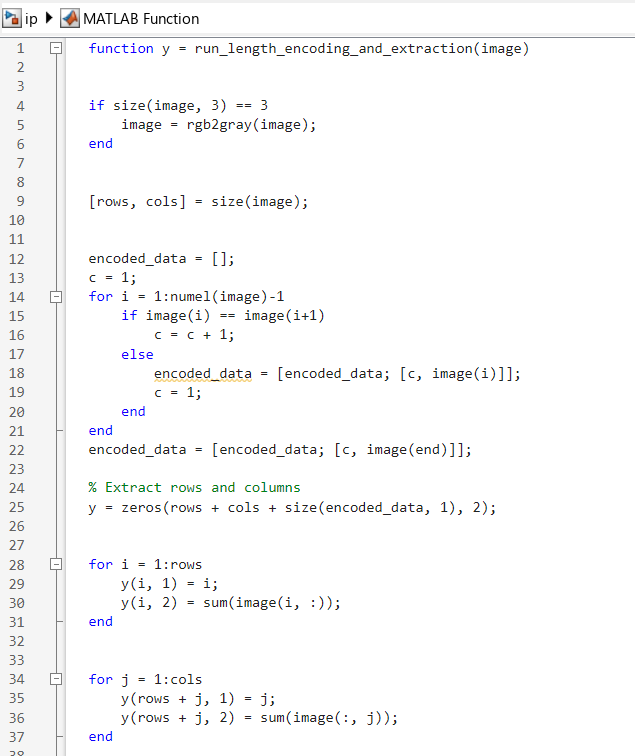 ip ▶ MATLAB Function
1 function y = run_length_encoding_and_extraction(image)
2
3
4 if size(image, 3) == 3
5 image = rgb2gray(image);
6 end
7
8
9 [rows, cols] = size(image);
10
11
12 encoded_data = [];
13 c = 1;
14 for i = 1:numel(image)-1
15 if image(i) == image(i+1)
16 c = c + 1;
17 else
18 encoded_data = [encoded_data; [c, image(i)]];
19 c = 1;
20 end
21 end
22 encoded_data = [encoded_data; [c, image(end)]];
23
24 % Extract rows and columns
25 y = zeros(rows + cols + size(encoded_data, 1), 2);
26
27
28 for i = 1:rows
29 y(i, 1) = i;
30 y(i, 2) = sum(image(i, :));
31 end
32
33
34 for j = 1:cols
35 y(rows + j, 1) = j;
36 y(rows + j, 2) = sum(image(:, j));
37 end
38